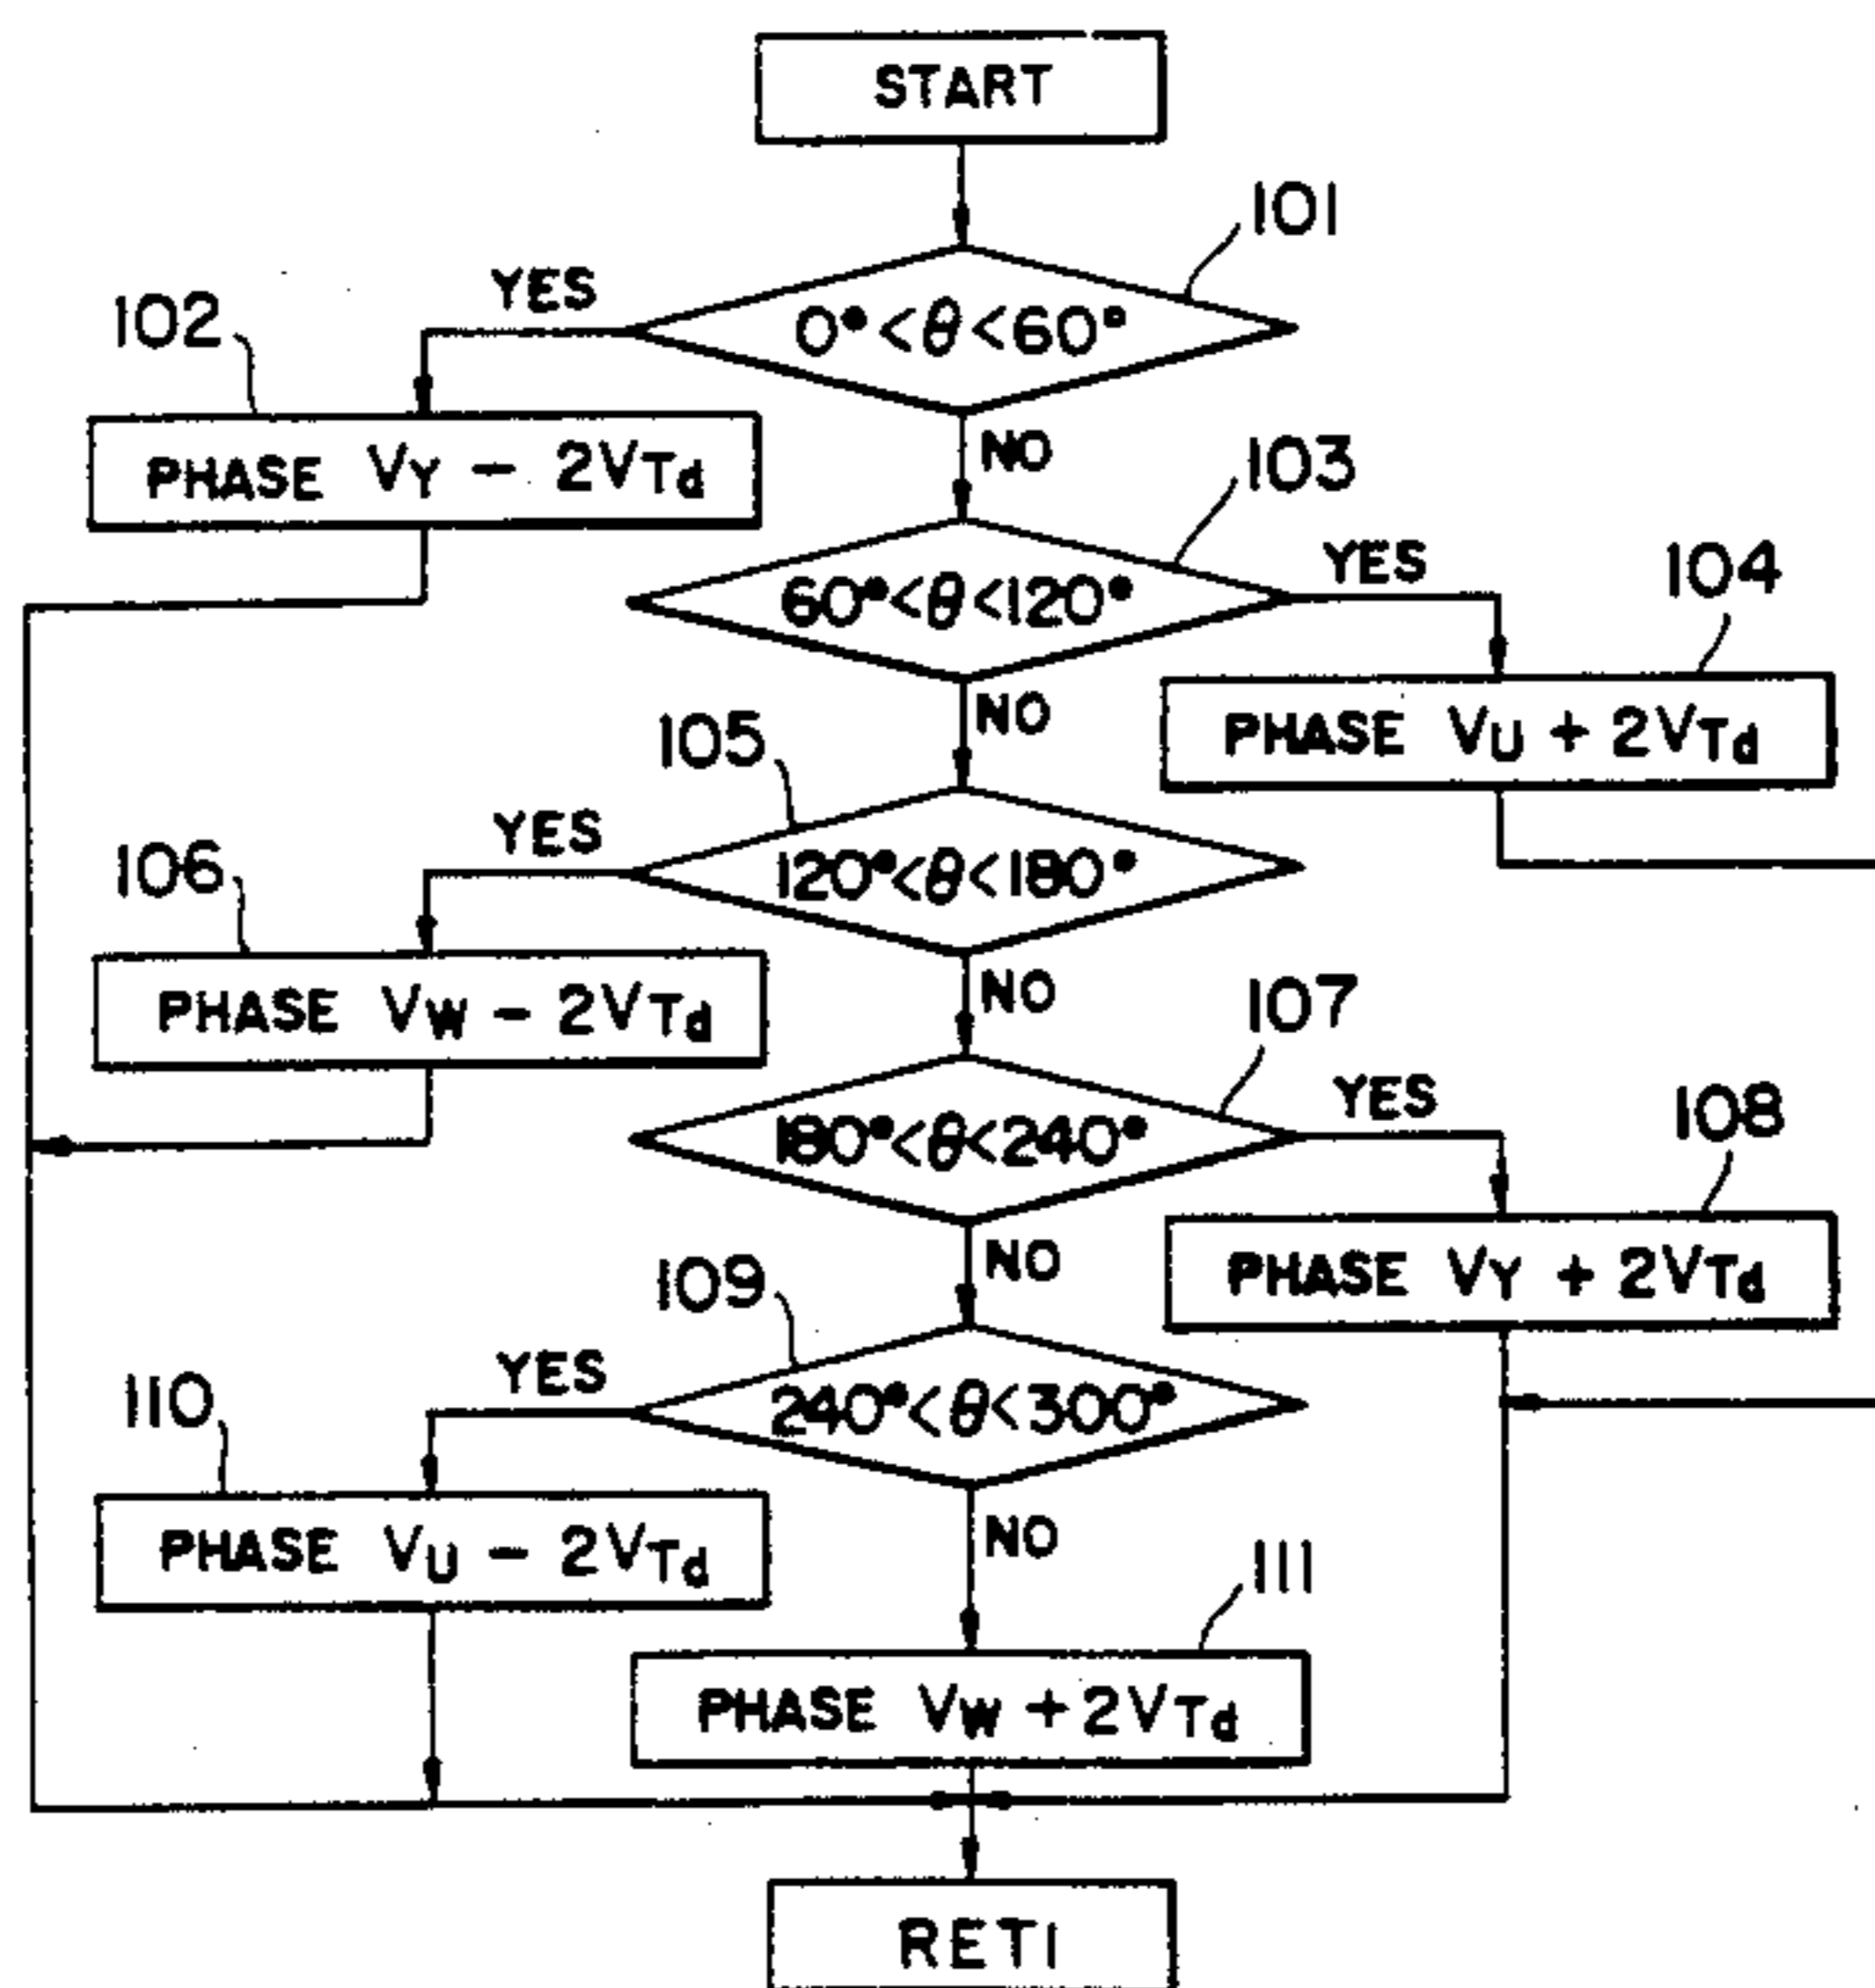 START
101
0°<θ<60°
YES
102
PHASE VY - 2VTd
NO
103
60°<θ<120°
YES
104
PHASE VU + 2VTd
NO
105
120°<θ<180°
YES
106
PHASE VW - 2VTd
NO
107
180°<θ<240°
YES
108
PHASE VY + 2VTd
NO
109
240°<θ<300°
YES
110
PHASE VU - 2VTd
NO
111
PHASE VW + 2VTd
RETI